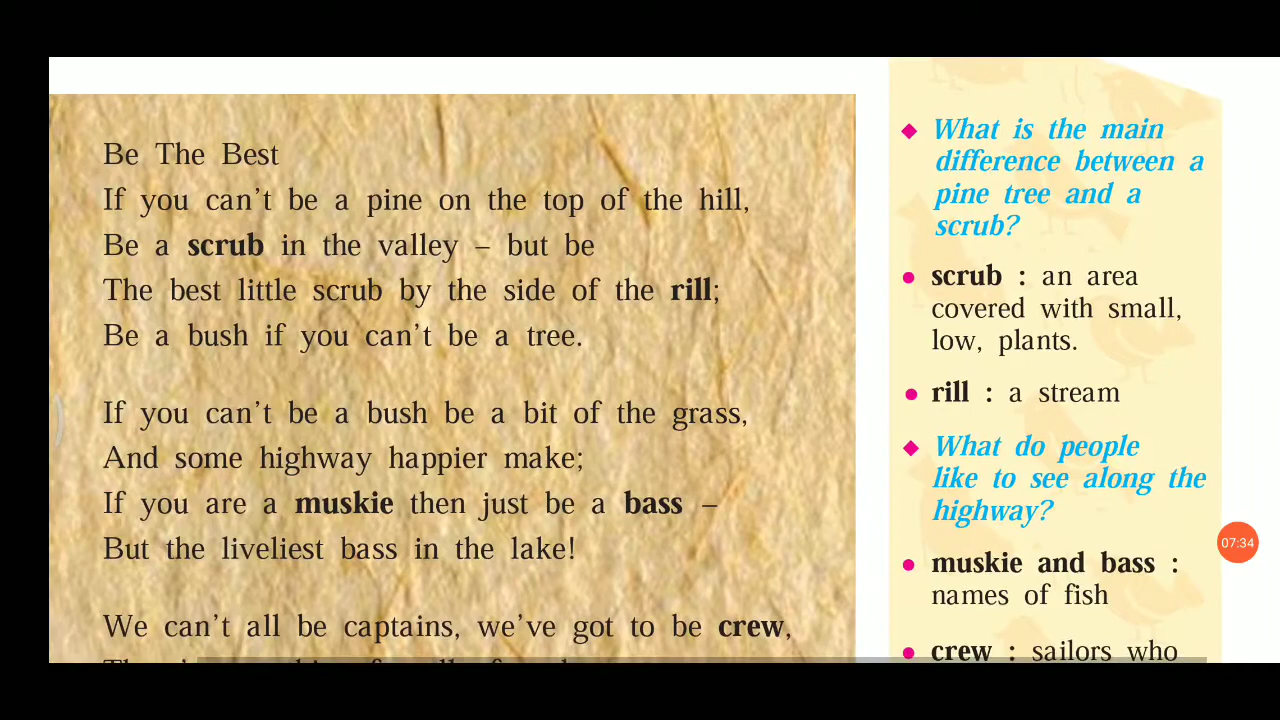 Be The Best
If you can't be a pine on the top of the hill,
Be a scrub in the valley – but be
The best little scrub by the side of the rill;
Be a bush if you can't be a tree.
If you can't be a bush be a bit of the grass,
And some highway happier make;
If you are a muskie then just be a bass –
But the liveliest bass in the lake!
We can't all be captains, we've got to be crew,
◆ What is the main
difference between a
pine tree and a
scrub?
● scrub : an area
covered with small,
low, plants.
● rill : a stream
◆ What do people
like to see along the
highway?
● muskie and bass :
names of fish
● crew : sailors who
07:34